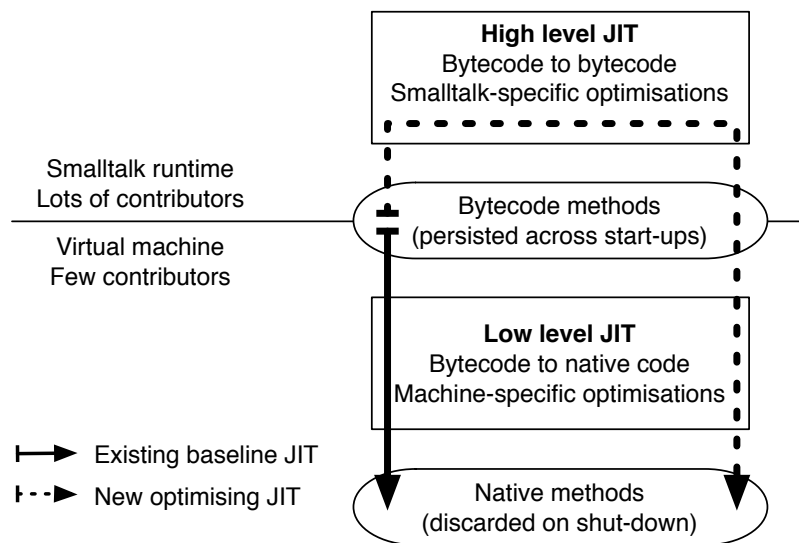 High level JIT
Bytecode to bytecode
Smalltalk-specific optimisations
Smalltalk runtime
Lots of contributors
Bytecode methods
(persisted across start-ups)
Virtual machine
Few contributors
Low level JIT
Bytecode to native code
Machine-specific optimisations
Existing baseline JIT
New optimising JIT
Native methods
(discarded on shut-down)